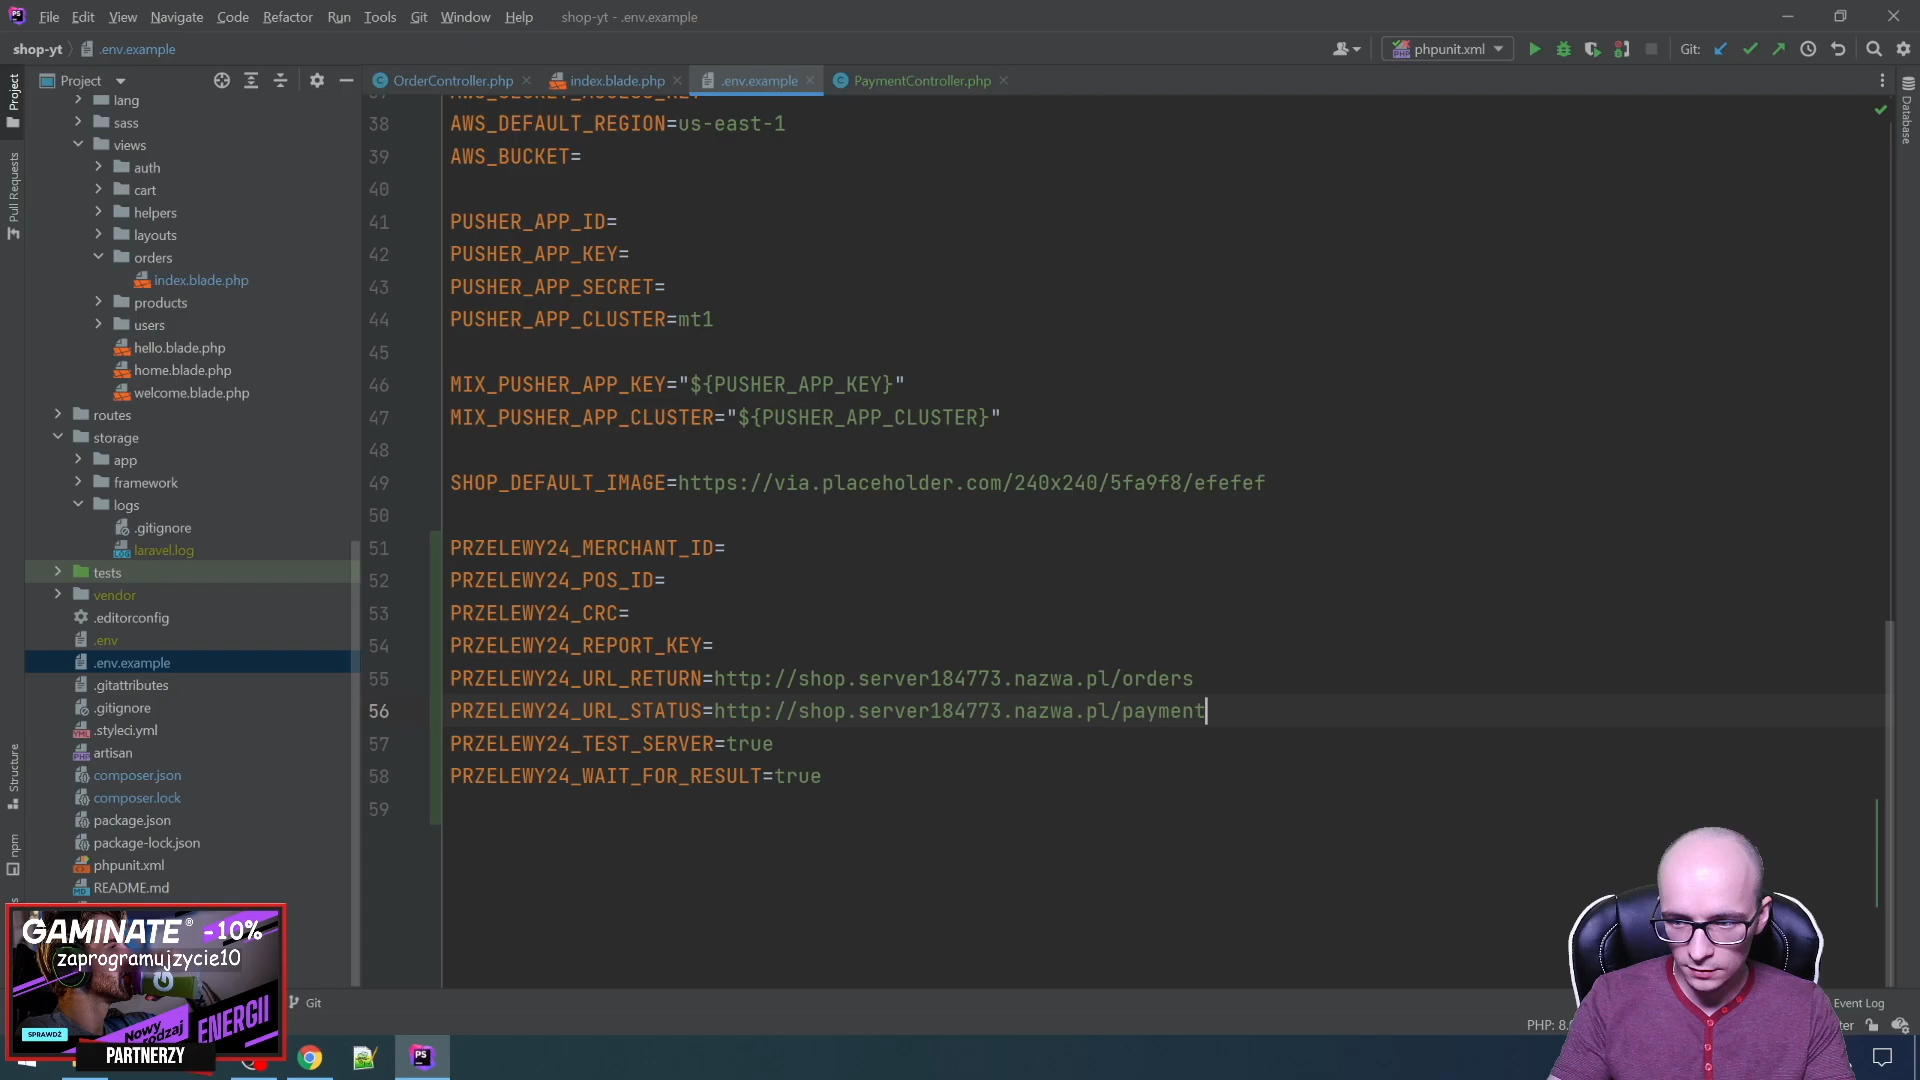 File Edit View Navigate Code Refactor Run Tools Git Window Help shop-yt - .env.example
shop-yt .env.example phpunit.xml Git:
Project OrderController.php index.blade.php .env.example PaymentController.php
Project
Pull Requests
Structure
npm
Database
lang
sass
views
auth
cart
helpers
layouts
orders
index.blade.php
products
users
hello.blade.php
home.blade.php
welcome.blade.php
routes
storage
app
framework
logs
.gitignore
laravel.log
tests
vendor
.editorconfig
.env
.env.example
.gitattributes
.gitignore
.styleci.yml
artisan
composer.json
composer.lock
package.json
package-lock.json
phpunit.xml
README.md
38 AWS_DEFAULT_REGION=us-east-1
39 AWS_BUCKET=
40
41 PUSHER_APP_ID=
42 PUSHER_APP_KEY=
43 PUSHER_APP_SECRET=
44 PUSHER_APP_CLUSTER=mt1
45
46 MIX_PUSHER_APP_KEY="${PUSHER_APP_KEY}"
47 MIX_PUSHER_APP_CLUSTER="${PUSHER_APP_CLUSTER}"
48
49 SHOP_DEFAULT_IMAGE=https://via.placeholder.com/240x240/5fa9f8/efefef
50
51 PRZELEWY24_MERCHANT_ID=
52 PRZELEWY24_POS_ID=
53 PRZELEWY24_CRC=
54 PRZELEWY24_REPORT_KEY=
55 PRZELEWY24_URL_RETURN=http://shop.server184773.nazwa.pl/orders
56 PRZELEWY24_URL_STATUS=http://shop.server184773.nazwa.pl/payment
57 PRZELEWY24_TEST_SERVER=true
58 PRZELEWY24_WAIT_FOR_RESULT=true
59
GAMINATE® -10%
zaprogramujzycie10
Nowy rodzaj
ENERGII
SPRAWDŹ
PARTNERZY
Git
Event Log
PHP: 8.
PS